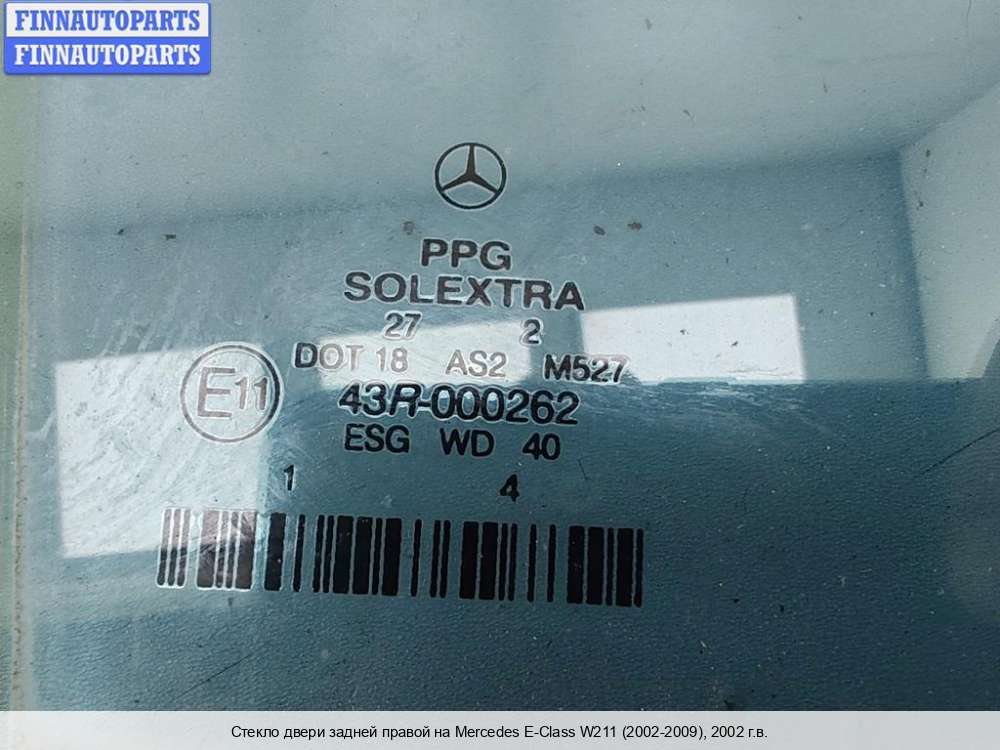 FINNAUTOPARTS
FINNAUTOPARTS
PPG
SOLEXTRA
27 2
DOT 18 AS2 M527
E11
43R-000262
ESG WD 40
1 4
Стекло двери задней правой на Mercedes E-Class W211 (2002-2009), 2002 г.в.